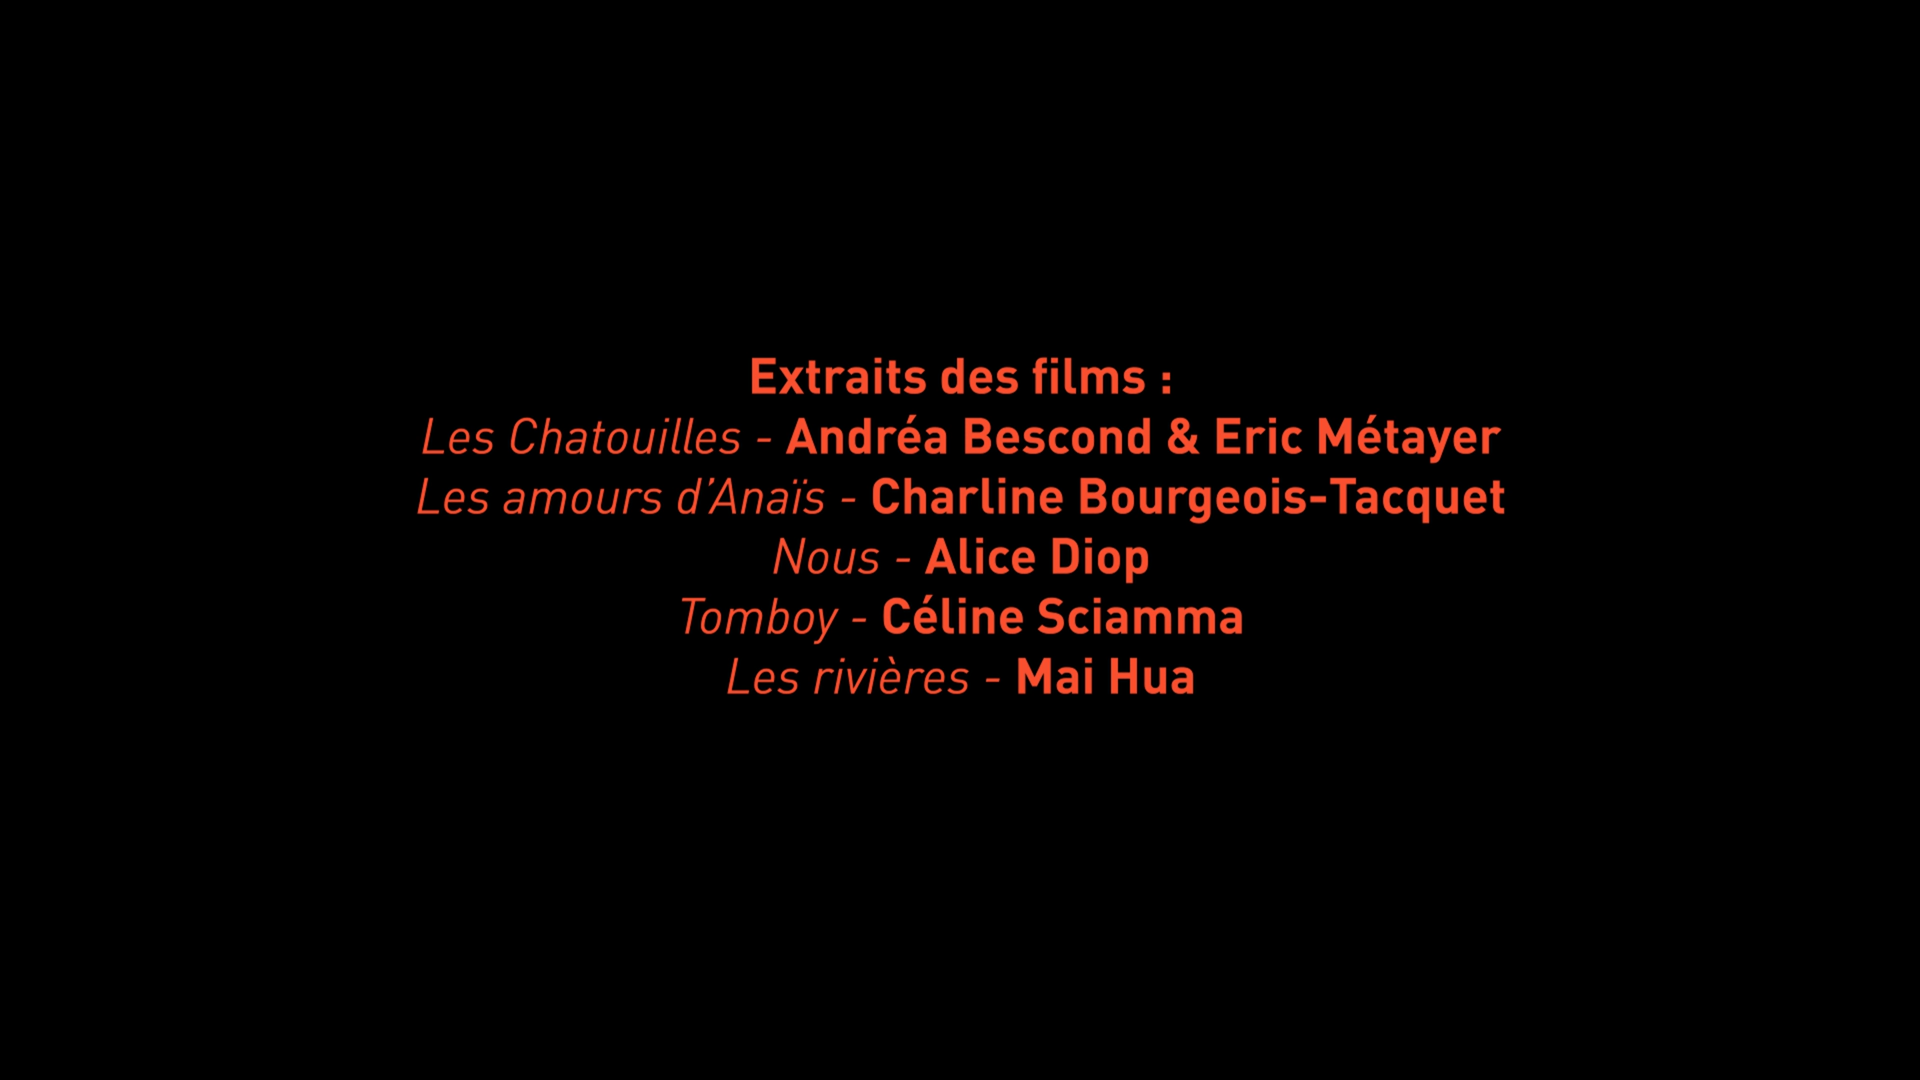 Extraits des films :
Les Chatouilles - Andréa Bescond & Eric Métayer
Les amours d’Anaïs - Charline Bourgeois-Tacquet
Nous - Alice Diop
Tomboy - Céline Sciamma
Les rivières - Mai Hua